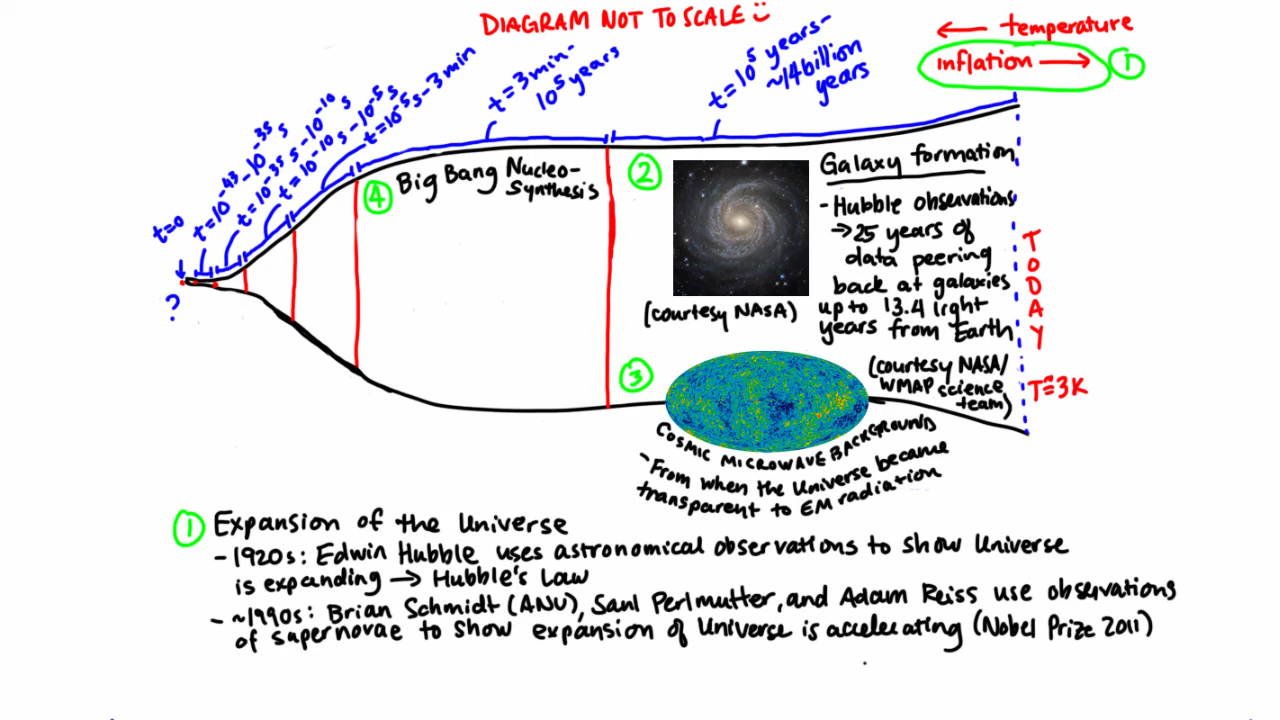 DIAGRAM NOT TO SCALE
← temperature
inflation → ①
t=0
t=10^-43-10^-35 s
t=10^-35 s-10^-10 s
t=10^-10 s-10^-5 s
t=10^-5 s-3 min
t=3 min-
10^5 years
t=10^5 years-
~14 billion
years
?
④ Big Bang Nucleo-
synthesis
②
(courtesy NASA)
Galaxy formation
- Hubble observations
→ 25 years of
data peering
back at galaxies
up to 13.4 light
years from Earth
TODAY
T≈3K
③
(courtesy NASA/
WMAP science
team)
COSMIC MICROWAVE BACKGROUND
- From when the Universe became
transparent to EM radiation
① Expansion of the Universe
- 1920s: Edwin Hubble uses astronomical observations to show Universe
is expanding → Hubble's Law
- ~1990s: Brian Schmidt (ANU), Saul Perlmutter, and Adam Reiss use observations
of supernovae to show expansion of Universe is accelerating (Nobel Prize 2011)